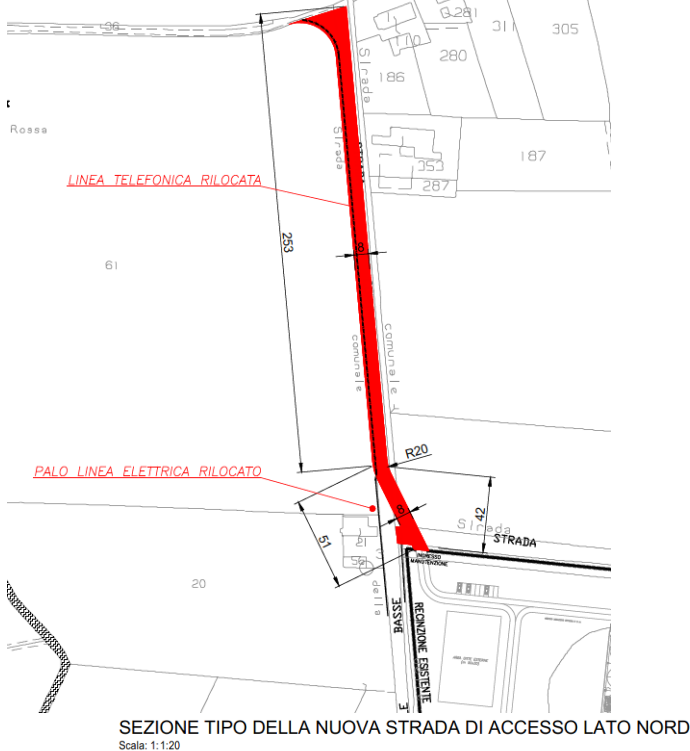 36
281
311
305
110
280
Strada
186
Rossa
Strada
STRADA
353
187
287
LINEA TELEFONICA RILOCATA
253
8
61
comunale
comunale
R20
PALO LINEA ELETTRICA RILOCATO
42
8
Strada
STRADA
51
INGRESSO
MANUTENZIONE
20
della
BASSE
RECINZIONE ESISTENTE
E
SEZIONE TIPO DELLA NUOVA STRADA DI ACCESSO LATO NORD
Scala: 1:1:20